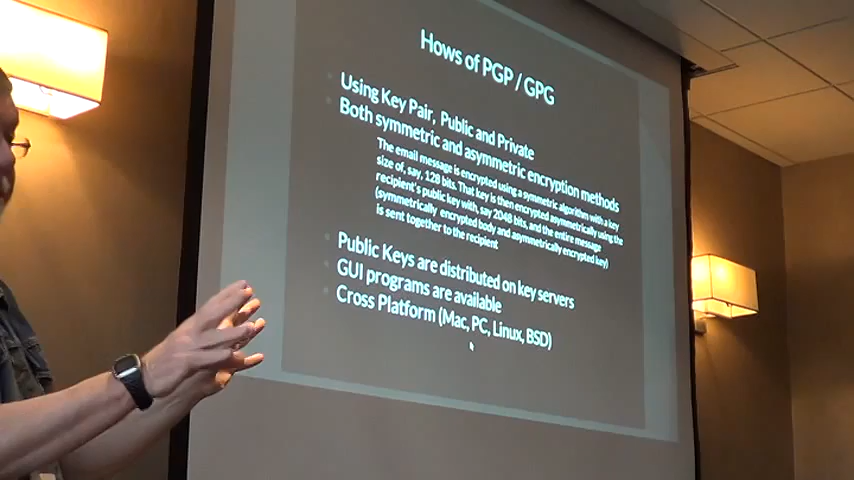 Hows of PGP / GPG
Using Key Pair, Public and Private
Both symmetric and asymmetric encryption methods
The email message is encrypted using a symmetric algorithm with a key
size of, say, 128 bits. That key is then encrypted asymmetrically using the
recipient's public key with, say 2048 bits, and the entire message
(symmetrically encrypted body and asymmetrically encrypted key)
is sent together to the recipient
Public Keys are distributed on key servers
GUI programs are available
Cross Platform (Mac, PC, Linux, BSD)